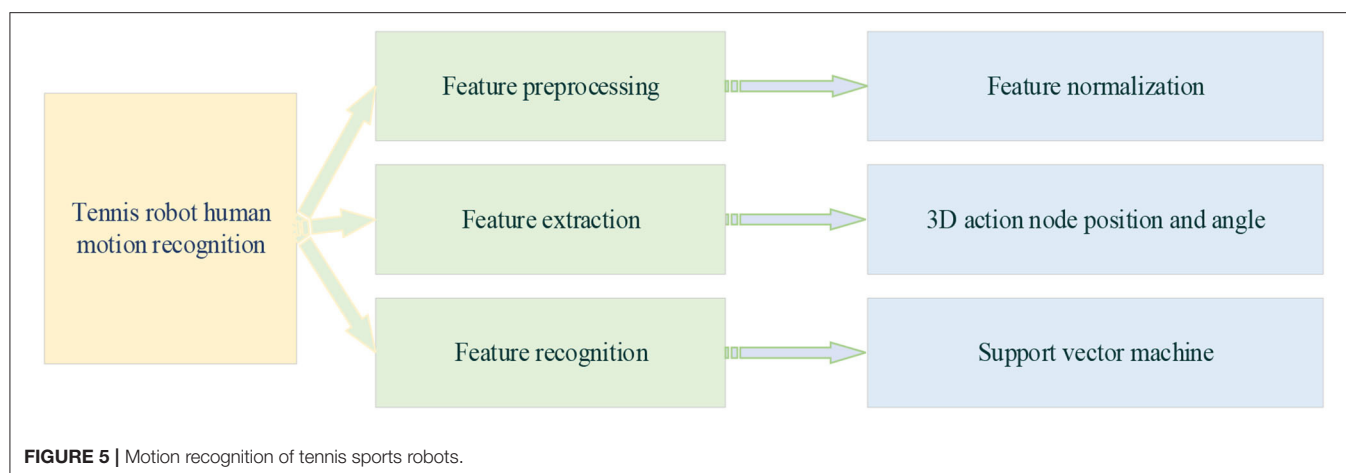 Tennis robot human
motion recognition
Feature preprocessing
Feature normalization
Feature extraction
3D action node position and angle
Feature recognition
Support vector machine
FIGURE 5 | Motion recognition of tennis sports robots.